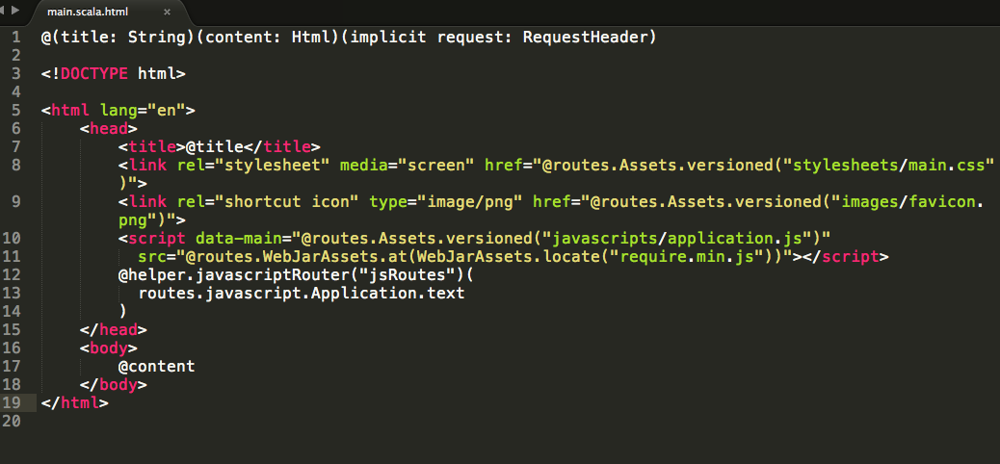 main.scala.html ×
1 @(title: String)(content: Html)(implicit request: RequestHeader)
2
3 <!DOCTYPE html>
4
5 <html lang="en">
6     <head>
7         <title>@title</title>
8         <link rel="stylesheet" media="screen" href="@routes.Assets.versioned("stylesheets/main.css"
)">
9         <link rel="shortcut icon" type="image/png" href="@routes.Assets.versioned("images/favicon.
png")">
10         <script data-main="@routes.Assets.versioned("javascripts/application.js")"
11           src="@routes.WebJarAssets.at(WebJarAssets.locate("require.min.js"))"></script>
12         @helper.javascriptRouter("jsRoutes")(
13           routes.javascript.Application.text
14         )
15     </head>
16     <body>
17         @content
18     </body>
19 </html>
20